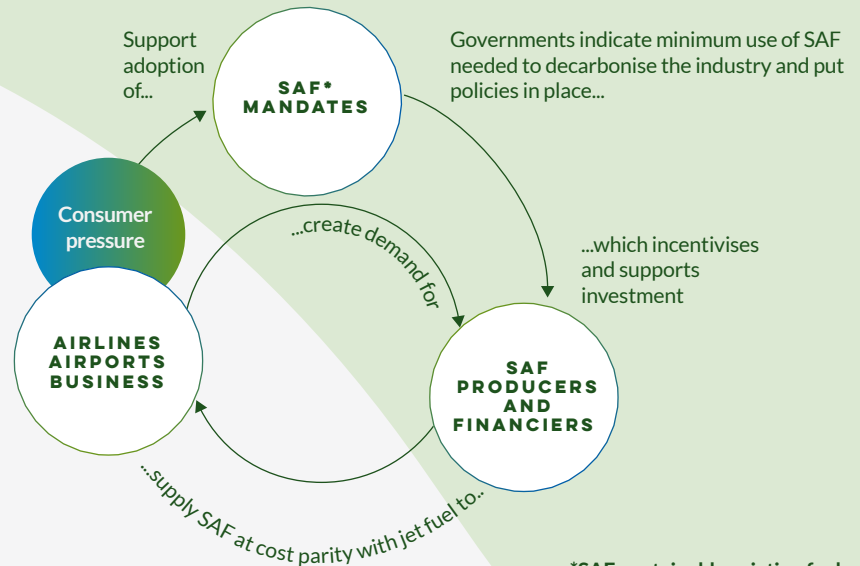 Support
adoption
of...
SAF*
MANDATES
Governments indicate minimum use of SAF
needed to decarbonise the industry and put
policies in place...
Consumer
pressure
...create demand for
...which incentivises
and supports
investment
AIRLINES
AIRPORTS
BUSINESS
SAF
PRODUCERS
AND
FINANCIERS
...supply SAF at cost parity with jet fuel to..